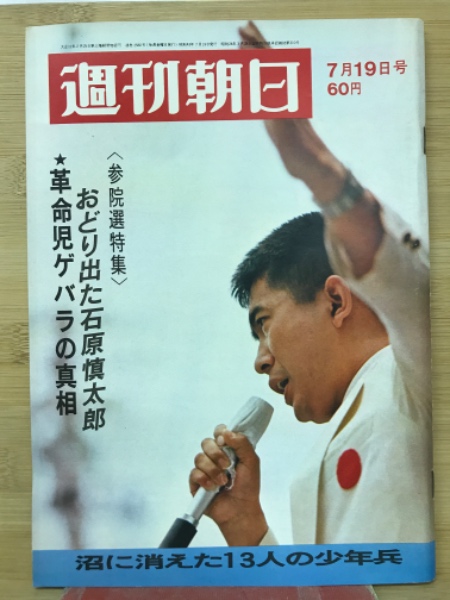 週刊朝日
7月19日号
60円
〈参院選特集〉
おどり出た石原慎太郎
★革命児ゲバラの真相
沼に消えた13人の少年兵